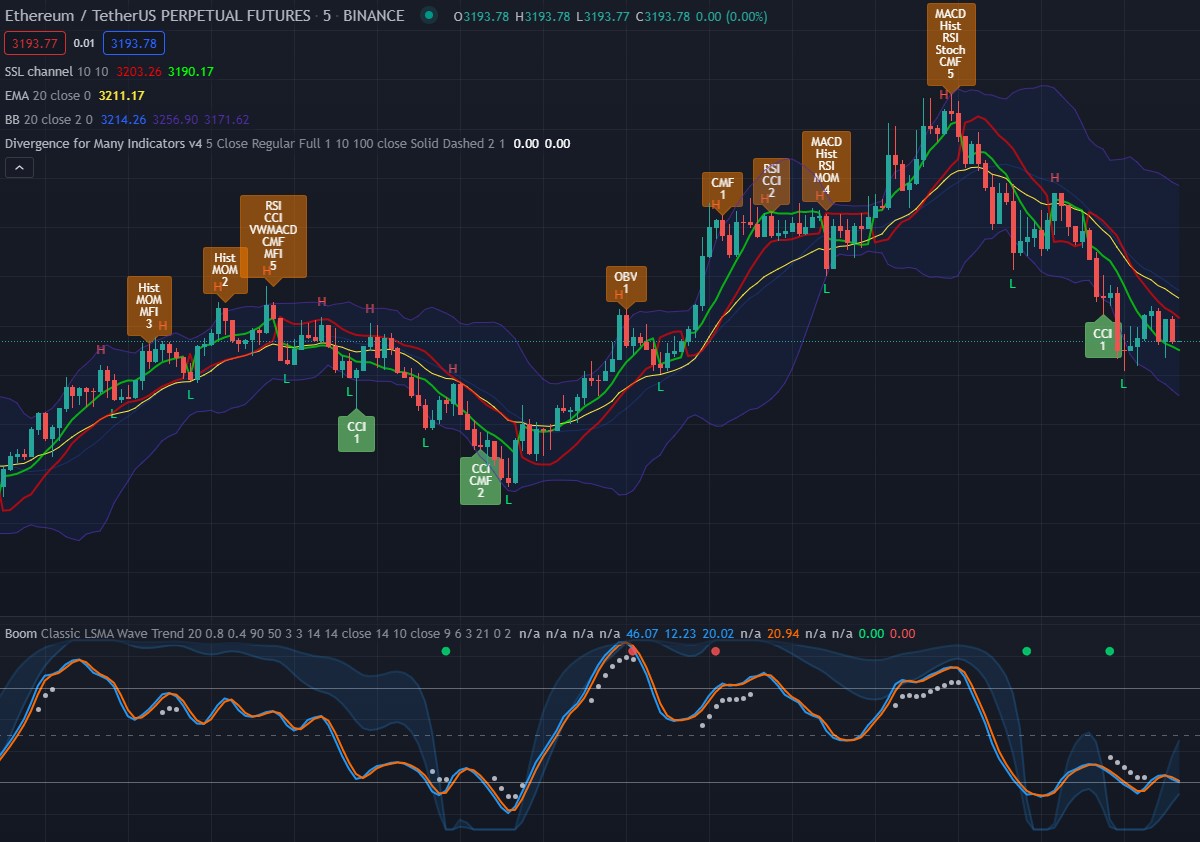 Ethereum / TetherUS PERPETUAL FUTURES · 5 · BINANCE O3193.78 H3193.78 L3193.77 C3193.78 0.00 (0.00%)
3193.77 0.01 3193.78
SSL channel 10 10 3203.26 3190.17
EMA 20 close 0 3211.17
BB 20 close 2 0 3214.26 3256.90 3171.62
Divergence for Many Indicators v4 5 Close Regular Full 1 10 100 close Solid Dashed 2 1 0.00 0.00
H
L
Hist
MOM
MFI
3
H
L
Hist
MOM
2
H
RSI
CCI
VWMACD
CMF
MFI
5
H
L
H
L
CCI
1
H
L
H
CCI
CMF
2
L
OBV
1
H
L
CMF
1
H
RSI
CCI
2
H
MACD
Hist
RSI
MOM
4
H
L
MACD
Hist
RSI
Stoch
CMF
5
H
L
H
CCI
1
L
Boom Classic LSMA Wave Trend 20 0.8 0.4 90 50 3 3 14 14 close 14 10 close 9 6 3 21 0 2 n/a n/a n/a n/a 46.07 12.23 20.02 n/a 20.94 n/a n/a 0.00 0.00